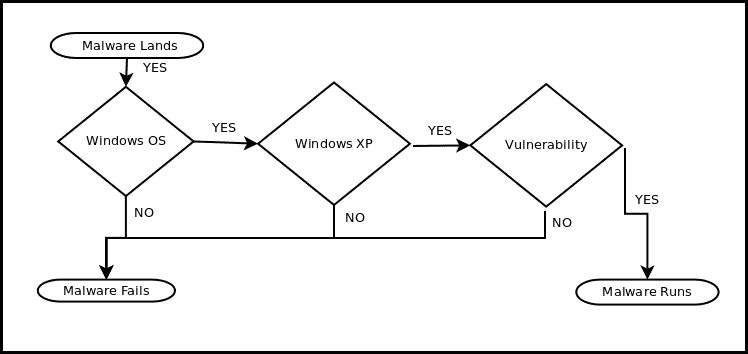 Malware Lands
YES
Windows OS
YES
Windows XP
YES
Vulnerability
NO
NO
NO
YES
Malware Fails
Malware Runs